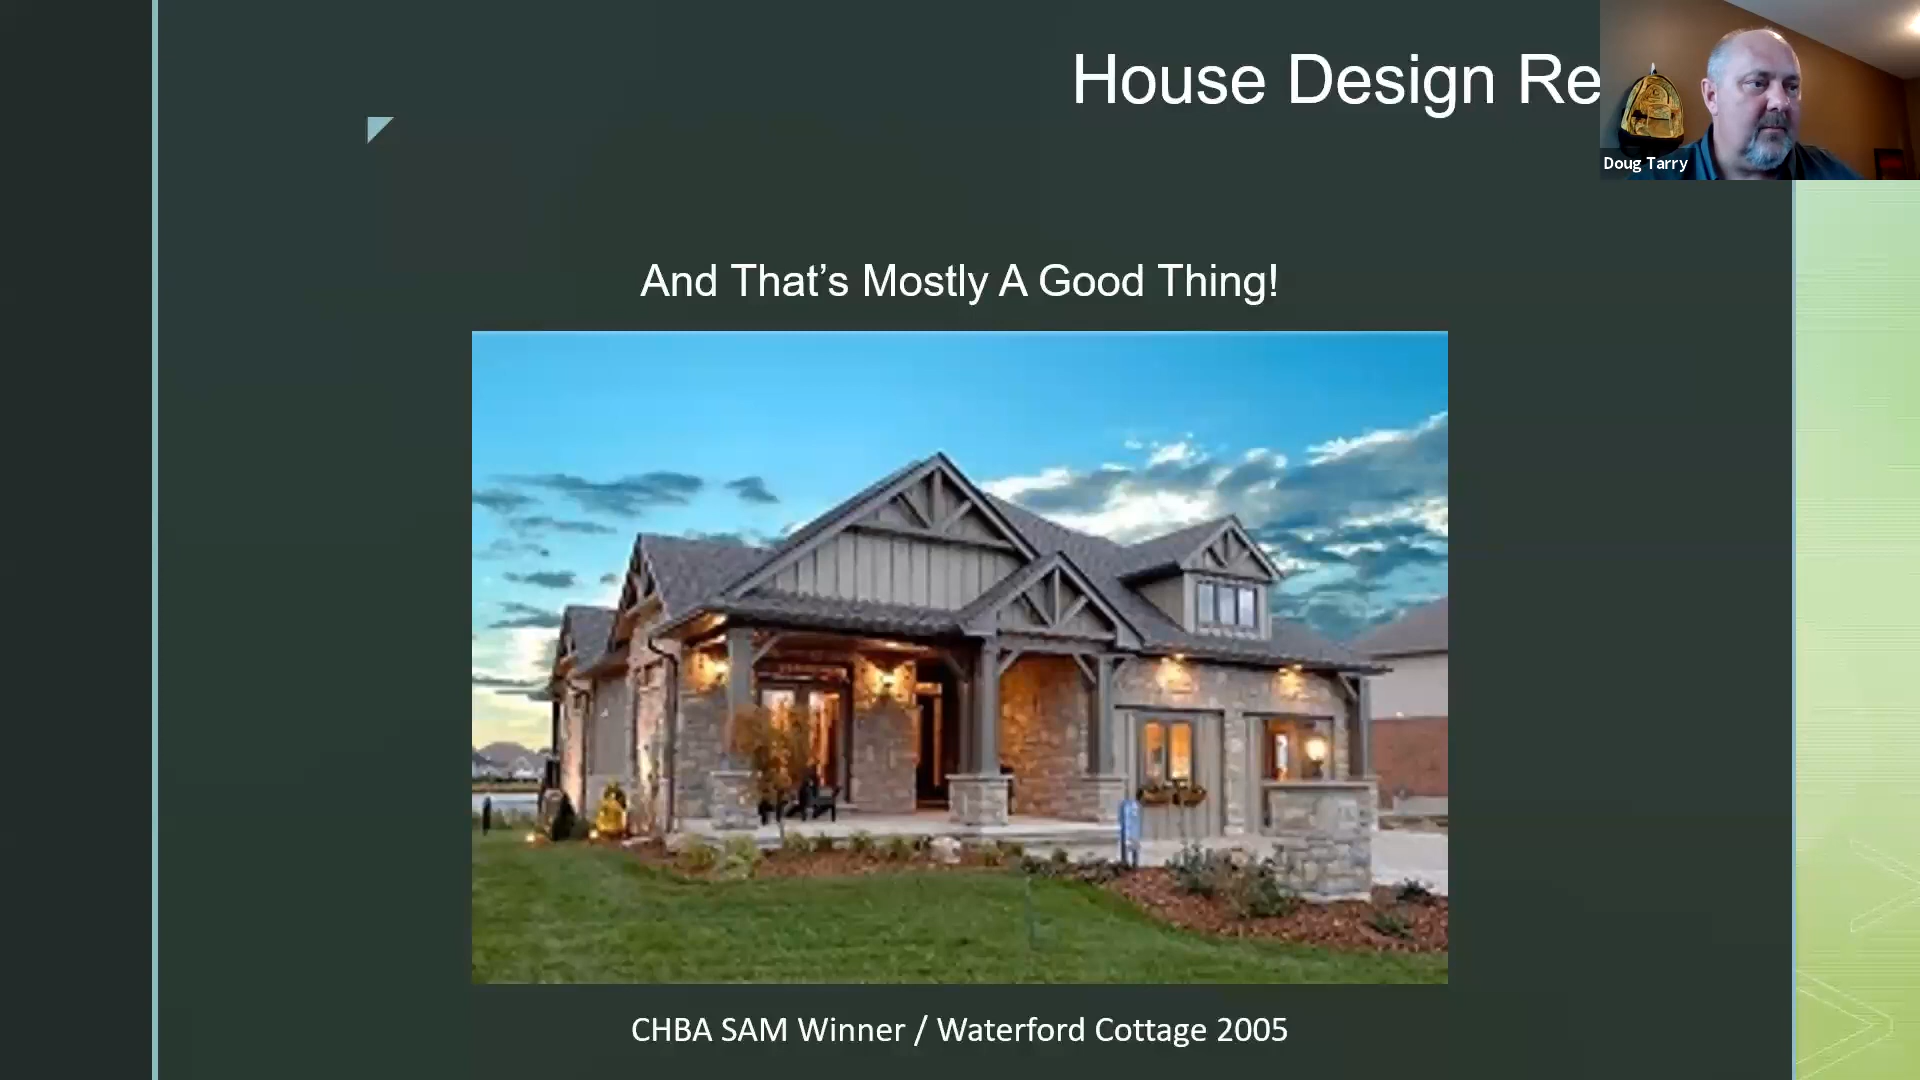 House Design Re
Doug Tarry
And That’s Mostly A Good Thing!
CHBA SAM Winner / Waterford Cottage 2005